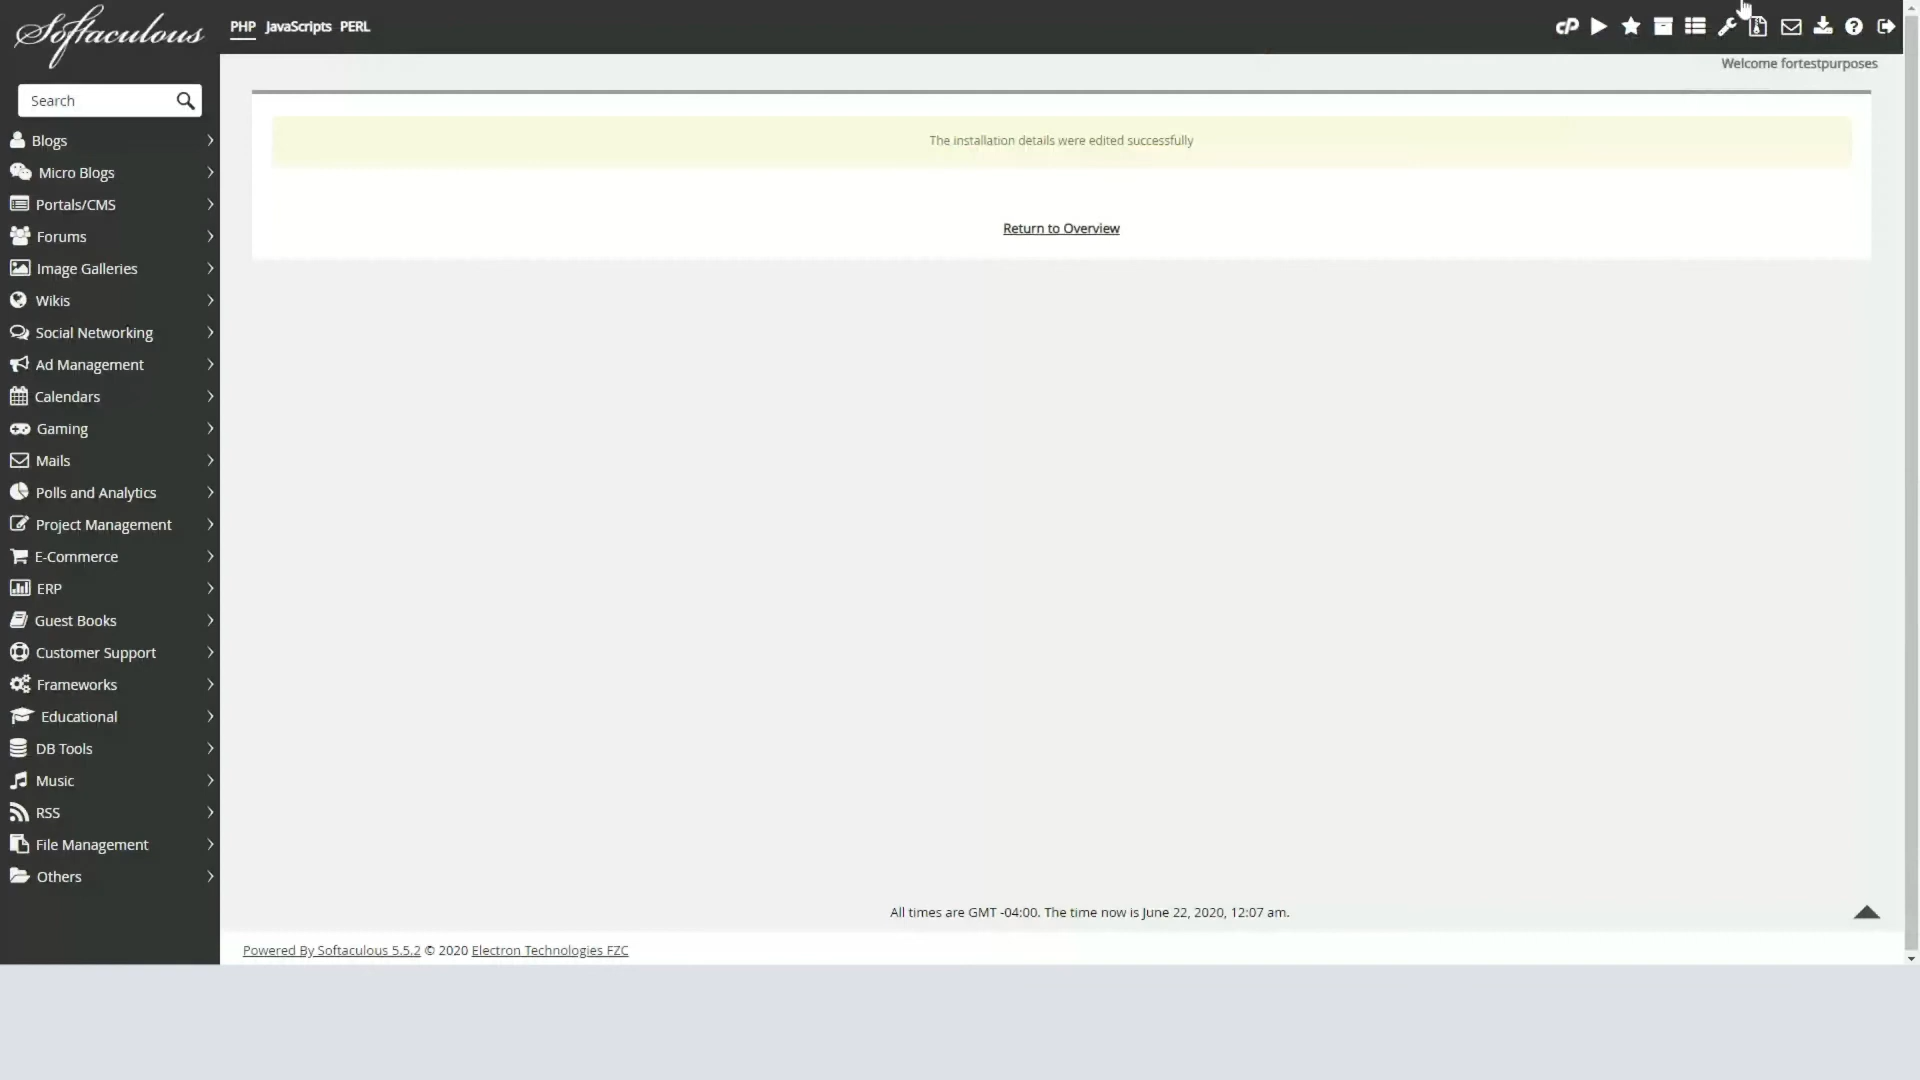 Softaculous
PHP JavaScripts PERL
cP
Welcome fortestpurposes
Search
Blogs
Micro Blogs
Portals/CMS
Forums
Image Galleries
Wikis
Social Networking
Ad Management
Calendars
Gaming
Mails
Polls and Analytics
Project Management
E-Commerce
ERP
Guest Books
Customer Support
Frameworks
Educational
DB Tools
Music
RSS
File Management
Others
The installation details were edited successfully
Return to Overview
All times are GMT -04:00. The time now is June 22, 2020, 12:07 am.
Powered By Softaculous 5.5.2 © 2020 Electron Technologies FZC